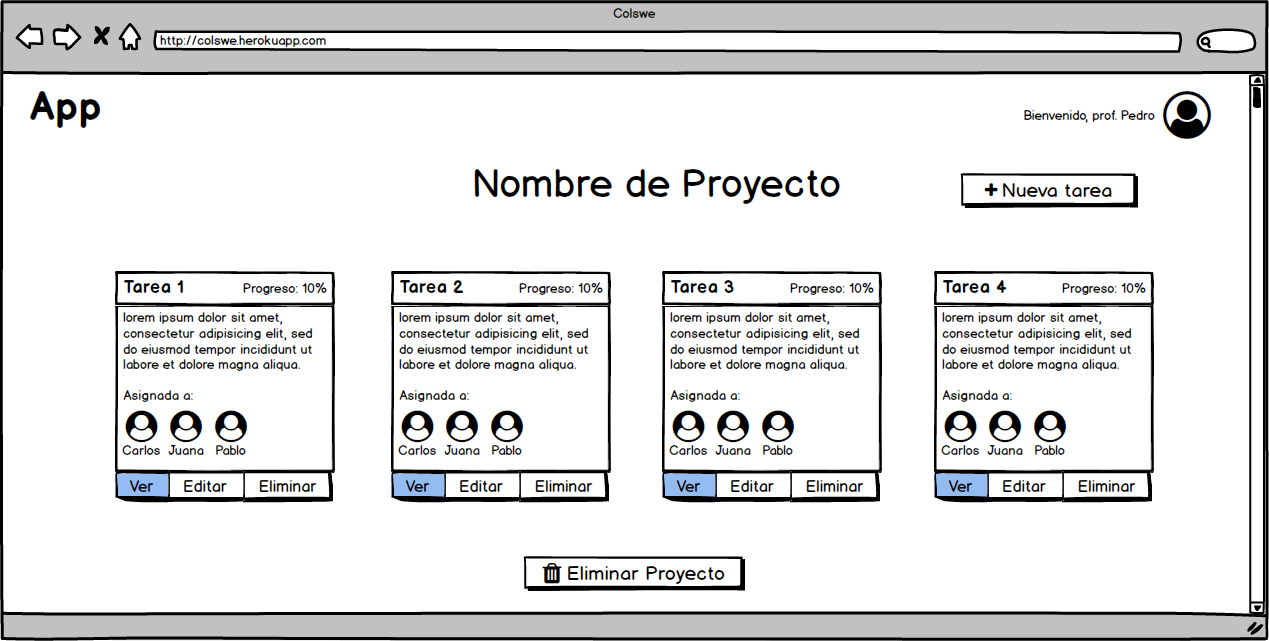 Colswe
http://colswe.herokuapp.com
App
Bienvenido, prof. Pedro
Nombre de Proyecto
+ Nueva tarea
Tarea 1 Progreso: 10%
lorem ipsum dolor sit amet,
consectetur adipisicing elit, sed
do eiusmod tempor incididunt ut
labore et dolore magna aliqua.
Asignada a:
Carlos Juana Pablo
Ver Editar Eliminar
Tarea 2 Progreso: 10%
lorem ipsum dolor sit amet,
consectetur adipisicing elit, sed
do eiusmod tempor incididunt ut
labore et dolore magna aliqua.
Asignada a:
Carlos Juana Pablo
Ver Editar Eliminar
Tarea 3 Progreso: 10%
lorem ipsum dolor sit amet,
consectetur adipisicing elit, sed
do eiusmod tempor incididunt ut
labore et dolore magna aliqua.
Asignada a:
Carlos Juana Pablo
Ver Editar Eliminar
Tarea 4 Progreso: 10%
lorem ipsum dolor sit amet,
consectetur adipisicing elit, sed
do eiusmod tempor incididunt ut
labore et dolore magna aliqua.
Asignada a:
Carlos Juana Pablo
Ver Editar Eliminar
Eliminar Proyecto